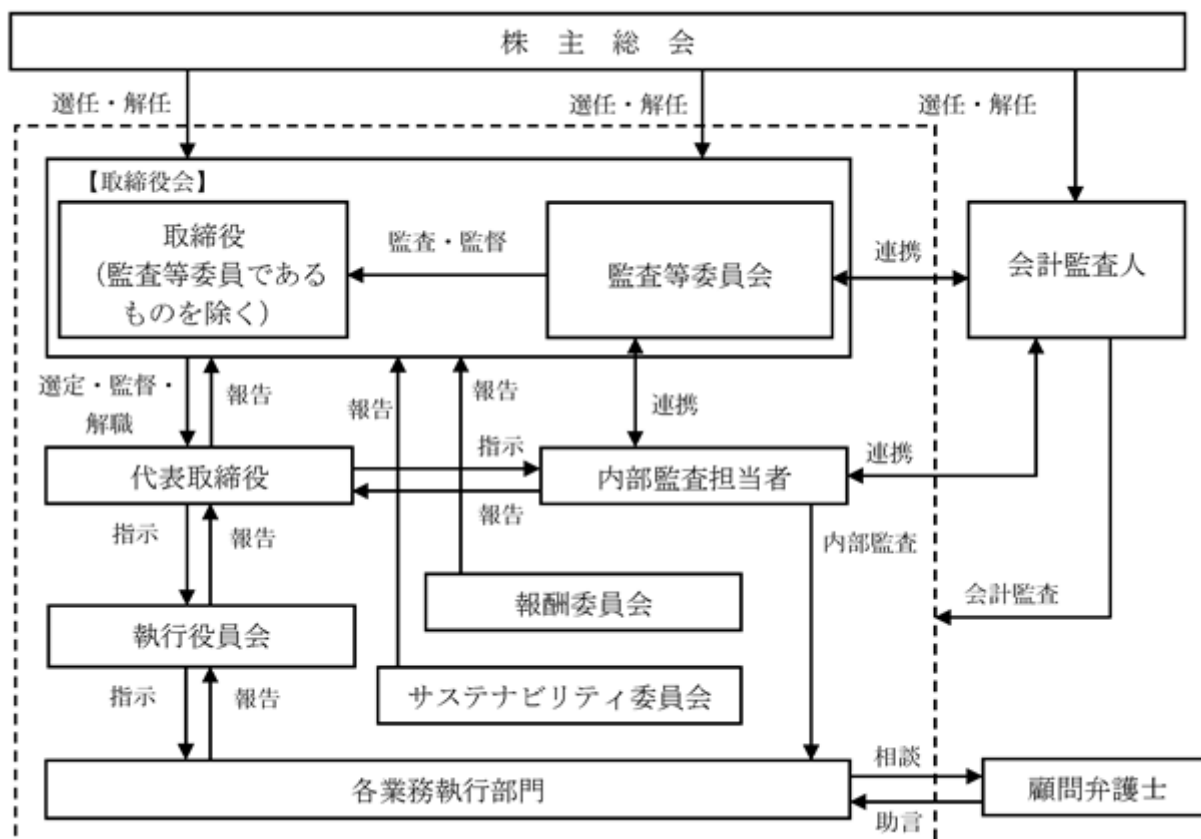 株 主 総 会
選任・解任
選任・解任
選任・解任
【取締役会】
取締役
（監査等委員である
ものを除く）
監査・監督
監査等委員会
連携
会計監査人
選定・監督・
解職
報告
報告
報告
連携
代表取締役
指示
報告
内部監査担当者
連携
指示
報告
内部監査
報酬委員会
会計監査
執行役員会
サステナビリティ委員会
指示
報告
各業務執行部門
相談
助言
顧問弁護士